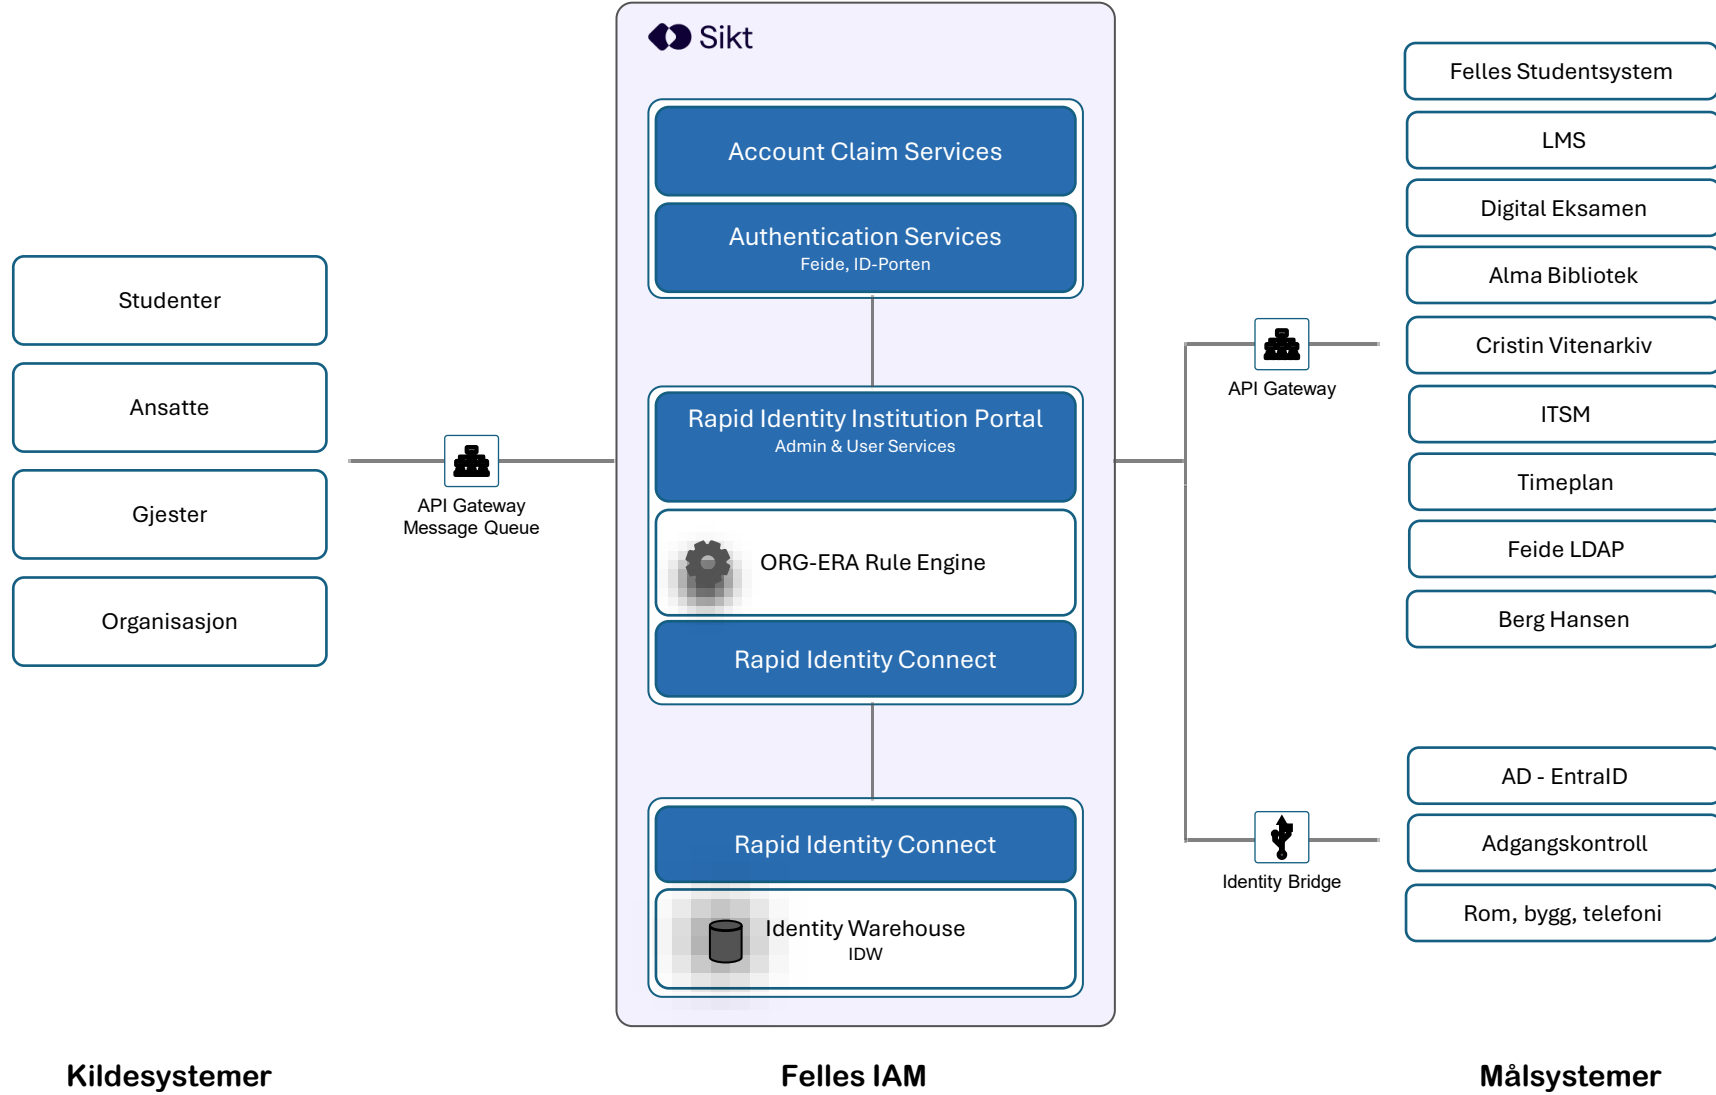 Sikt
Account Claim Services
Authentication Services
Feide, ID-Porten
Studenter
Ansatte
Gjester
Organisasjon
API Gateway
Message Queue
Rapid Identity Institution Portal
Admin & User Services
ORG-ERA Rule Engine
Rapid Identity Connect
Rapid Identity Connect
Identity Warehouse
IDW
API Gateway
Identity Bridge
Felles Studentsystem
LMS
Digital Eksamen
Alma Bibliotek
Cristin Vitenarkiv
ITSM
Timeplan
Feide LDAP
Berg Hansen
AD - EntraID
Adgangskontroll
Rom, bygg, telefoni
Kildesystemer
Felles IAM
Målsystemer